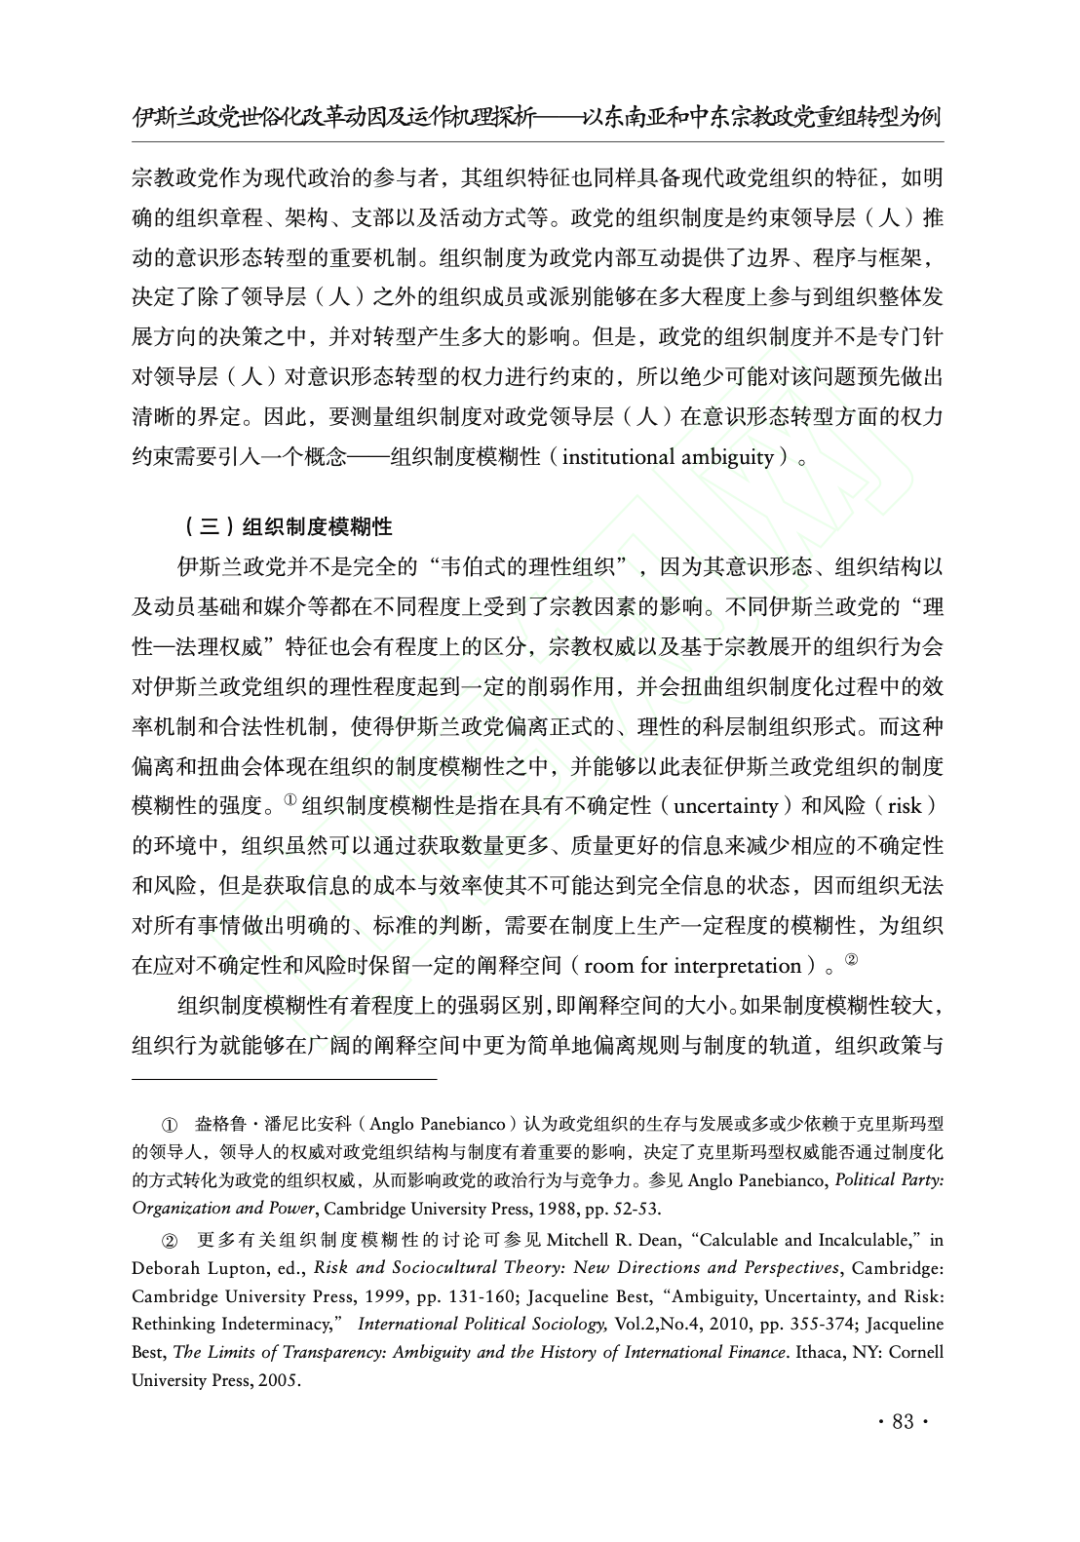 伊斯兰政党世俗化改革动因及运作机理探析——以东南亚和中东宗教政党重组转型为例
宗教政党作为现代政治的参与者，其组织特征也同样具备现代政党组织的特征，如明
确的组织章程、架构、支部以及活动方式等。政党的组织制度是约束领导层（人）推
动的意识形态转型的重要机制。组织制度为政党内部互动提供了边界、程序与框架，
决定了除了领导层（人）之外的组织成员或派别能够在多大程度上参与到组织整体发
展方向的决策之中，并对转型产生多大的影响。但是，政党的组织制度并不是专门针
对领导层（人）对意识形态转型的权力进行约束的，所以绝少可能对该问题预先做出
清晰的界定。因此，要测量组织制度对政党领导层（人）在意识形态转型方面的权力
约束需要引入一个概念——组织制度模糊性（institutional ambiguity）。
（三）组织制度模糊性
伊斯兰政党并不是完全的“韦伯式的理性组织”，因为其意识形态、组织结构以
及动员基础和媒介等都在不同程度上受到了宗教因素的影响。不同伊斯兰政党的“理
性—法理权威”特征也会有程度上的区分，宗教权威以及基于宗教展开的组织行为会
对伊斯兰政党组织的理性程度起到一定的削弱作用，并会扭曲组织制度化过程中的效
率机制和合法性机制，使得伊斯兰政党偏离正式的、理性的科层制组织形式。而这种
偏离和扭曲会体现在组织的制度模糊性之中，并能够以此表征伊斯兰政党组织的制度
模糊性的强度。①组织制度模糊性是指在具有不确定性（uncertainty）和风险（risk）
的环境中，组织虽然可以通过获取数量更多、质量更好的信息来减少相应的不确定性
和风险，但是获取信息的成本与效率使其不可能达到完全信息的状态，因而组织无法
对所有事情做出明确的、标准的判断，需要在制度上生产一定程度的模糊性，为组织
在应对不确定性和风险时保留一定的阐释空间（room for interpretation）。②
组织制度模糊性有着程度上的强弱区别，即阐释空间的大小。如果制度模糊性较大，
组织行为就能够在广阔的阐释空间中更为简单地偏离规则与制度的轨道，组织政策与
① 盎格鲁·潘尼比安科（Anglo Panebianco）认为政党组织的生存与发展或多或少依赖于克里斯玛型
的领导人，领导人的权威对政党组织结构与制度有着重要的影响，决定了克里斯玛型权威能否通过制度化
的方式转化为政党的组织权威，从而影响政党的政治行为与竞争力。参见 Anglo Panebianco, Political Party:
Organization and Power, Cambridge University Press, 1988, pp. 52-53.
② 更多有关组织制度模糊性的讨论可参见 Mitchell R. Dean, “Calculable and Incalculable,” in
Deborah Lupton, ed., Risk and Sociocultural Theory: New Directions and Perspectives, Cambridge:
Cambridge University Press, 1999, pp. 131-160; Jacqueline Best, “Ambiguity, Uncertainty, and Risk:
Rethinking Indeterminacy,” International Political Sociology, Vol.2,No.4, 2010, pp. 355-374; Jacqueline
Best, The Limits of Transparency: Ambiguity and the History of International Finance. Ithaca, NY: Cornell
University Press, 2005.
· 83 ·